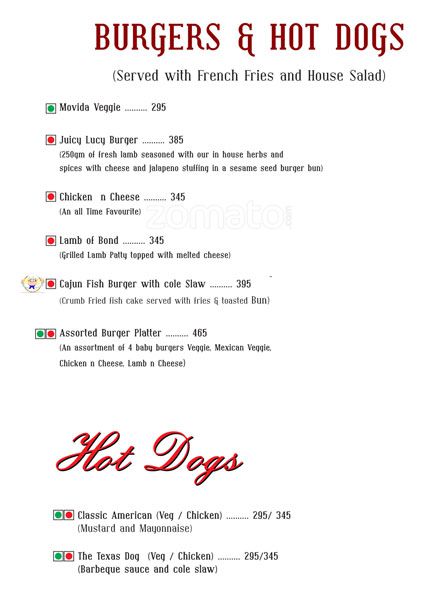 BURGERS & HOT DOGS
(Served with French Fries and House Salad)
Movida Veggie .......... 295
Juicy Lucy Burger .......... 385
(250gm of fresh lamb seasoned with our in house herbs and
spices with cheese and jalapeno stuffing in a sesame seed burger bun)
Chicken n Cheese .......... 345
(An all Time Favourite)
zomato.com
Lamb of Bond .......... 345
(Grilled Lamb Patty topped with melted cheese)
Cajun Fish Burger with cole Slaw .......... 395
(Crumb Fried fish cake served with fries & toasted Bun)
Assorted Burger Platter .......... 465
(An assortment of 4 baby burgers Veggie, Mexican Veggie,
Chicken n Cheese, Lamb n Cheese)
Hot Dogs
Classic American (Veg / Chicken) .......... 295/ 345
(Mustard and Mayonnaise)
The Texas Dog (Veg / Chicken) .......... 295/345
(Barbeque sauce and cole slaw)